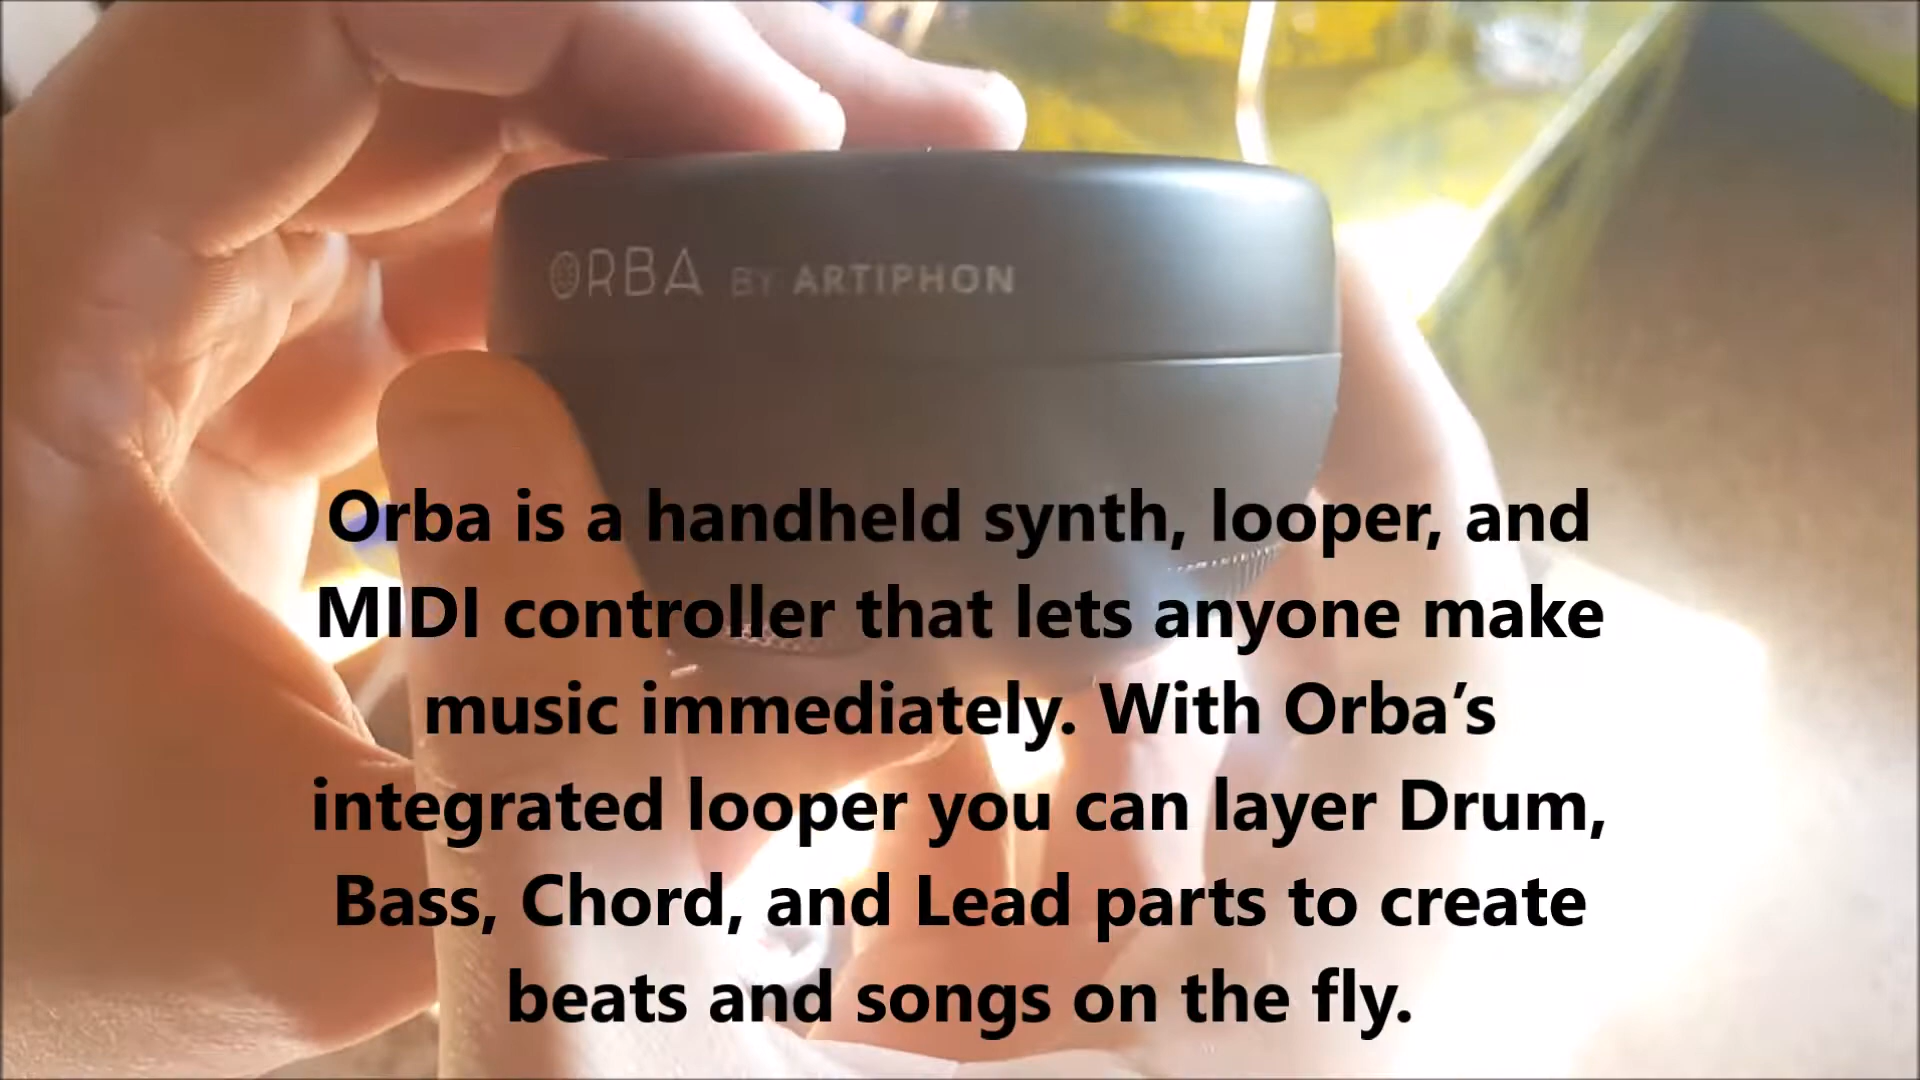 ORBA BY ARTIPHON
Orba is a handheld synth, looper, and
MIDI controller that lets anyone make
music immediately. With Orba’s
integrated looper you can layer Drum,
Bass, Chord, and Lead parts to create
beats and songs on the fly.